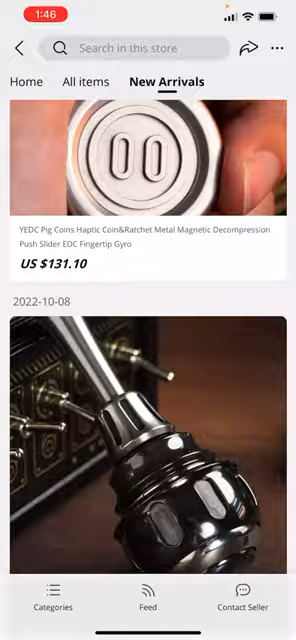 1:46
Search in this store
Home All items New Arrivals
YEDC Pig Coins Haptic Coin&Ratchet Metal Magnetic Decompression
Push Slider EDC Fingertip Gyro
US $131.10
2022-10-08
Categories Feed Contact Seller